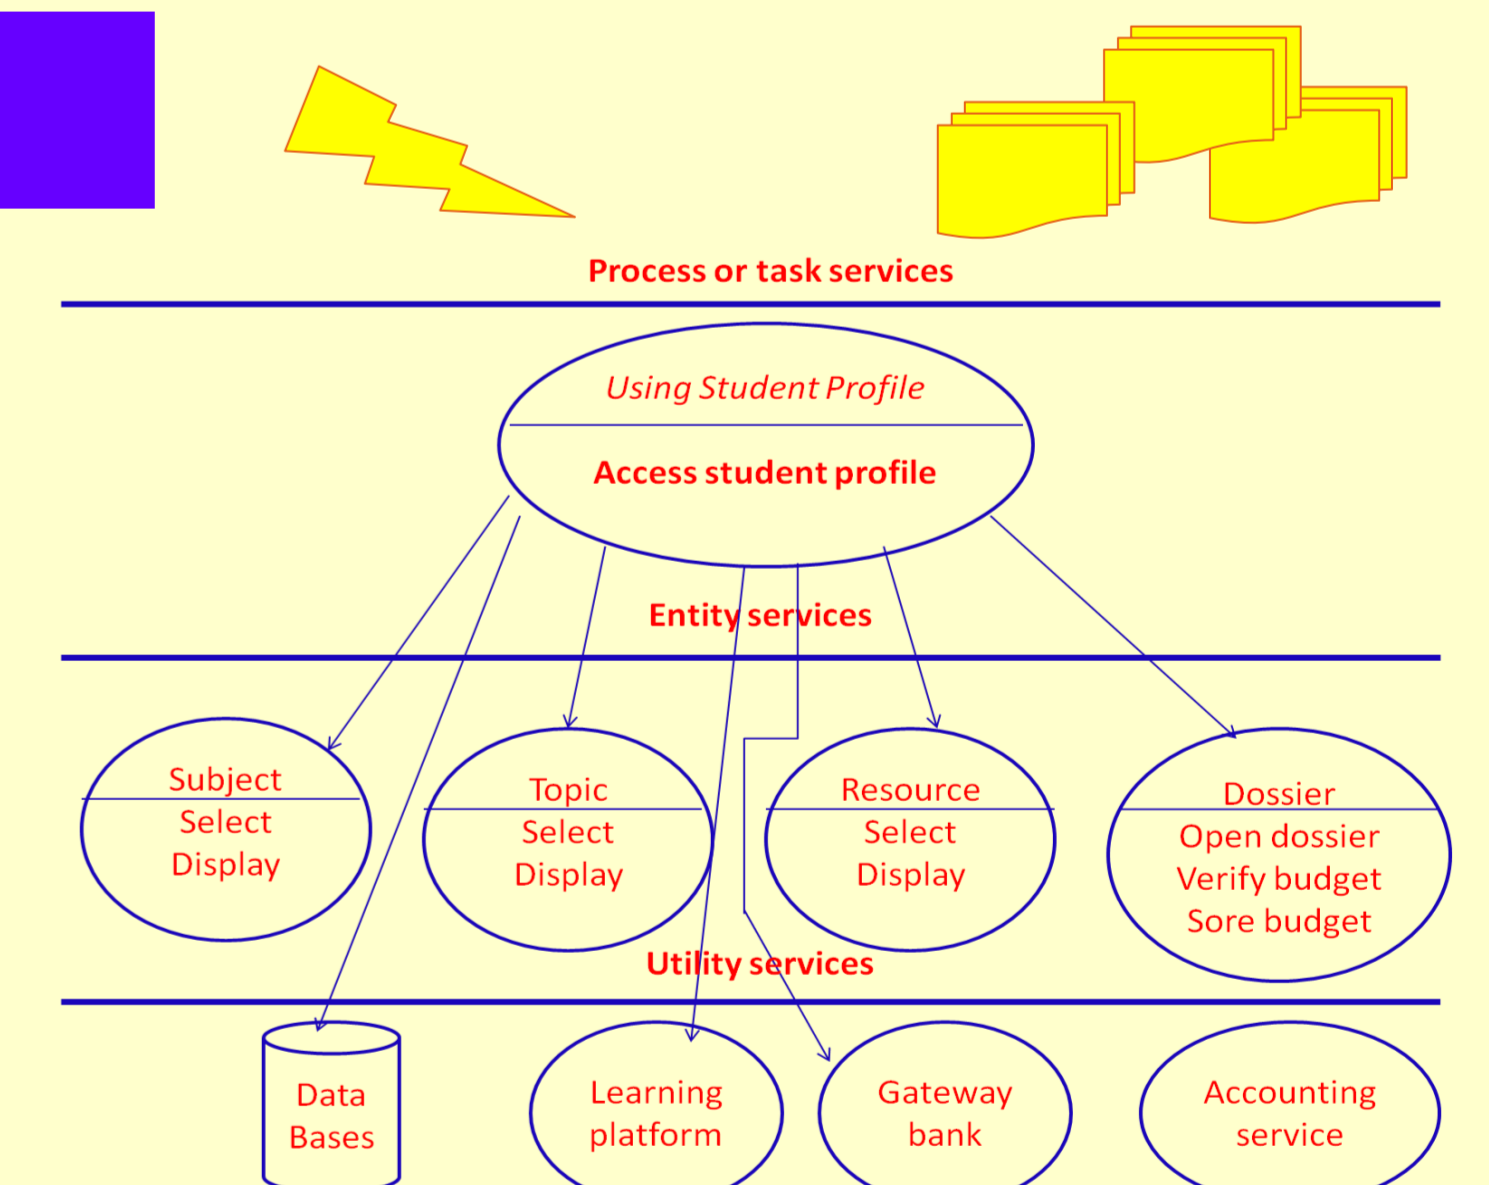 Process or task services
Using Student Profile
Access student profile
Entity services
Subject
Select
Display
Topic
Select
Display
Resource
Select
Display
Dossier
Open dossier
Verify budget
Sore budget
Utility services
Data
Bases
Learning
platform
Gateway
bank
Accounting
service